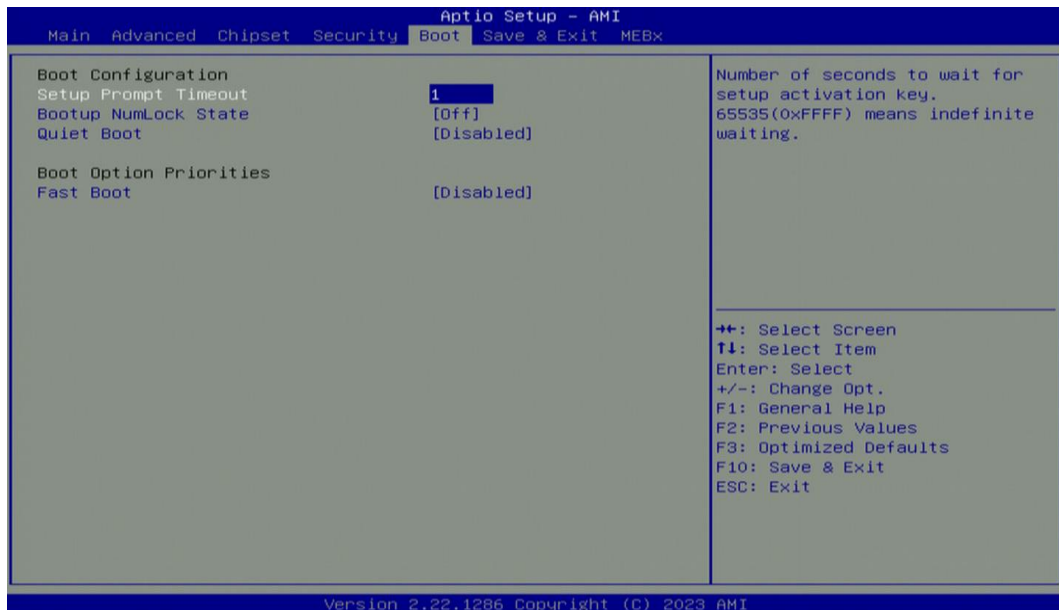 Aptio Setup – AMI
Main Advanced Chipset Security Boot Save & Exit MEBx
Boot Configuration
Setup Prompt Timeout 1
Bootup NumLock State [Off]
Quiet Boot [Disabled]
Boot Option Priorities
Fast Boot [Disabled]
Number of seconds to wait for
setup activation key.
65535(0xFFFF) means indefinite
waiting.
→←: Select Screen
↑↓: Select Item
Enter: Select
+/-: Change Opt.
F1: General Help
F2: Previous Values
F3: Optimized Defaults
F10: Save & Exit
ESC: Exit
Version 2.22.1286 Copyright (C) 2023 AMI